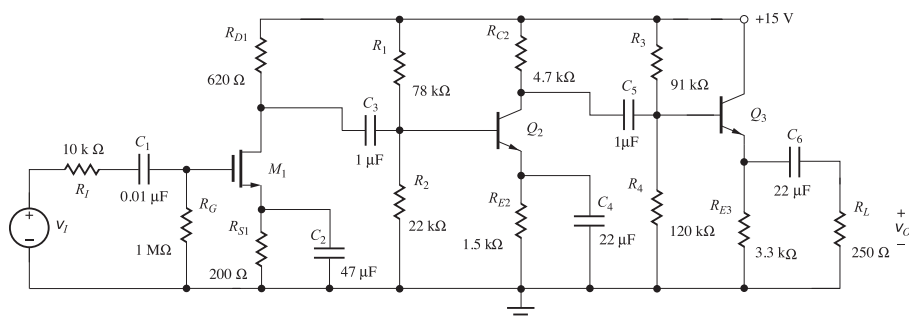 +15 V
R_D1
620 Ω
R_1
78 kΩ
R_C2
4.7 kΩ
R_3
91 kΩ
C_3
1 μF
Q_2
C_5
1μF
Q_3
10 k Ω
R_I
C_1
0.01 μF
M_1
C_6
22 μF
+
v_I
–
R_G
1 MΩ
R_S1
200 Ω
C_2
47 μF
R_2
22 kΩ
R_E2
1.5 kΩ
C_4
22 μF
R_4
120 kΩ
R_E3
3.3 kΩ
R_L
250 Ω
+
v_O
–